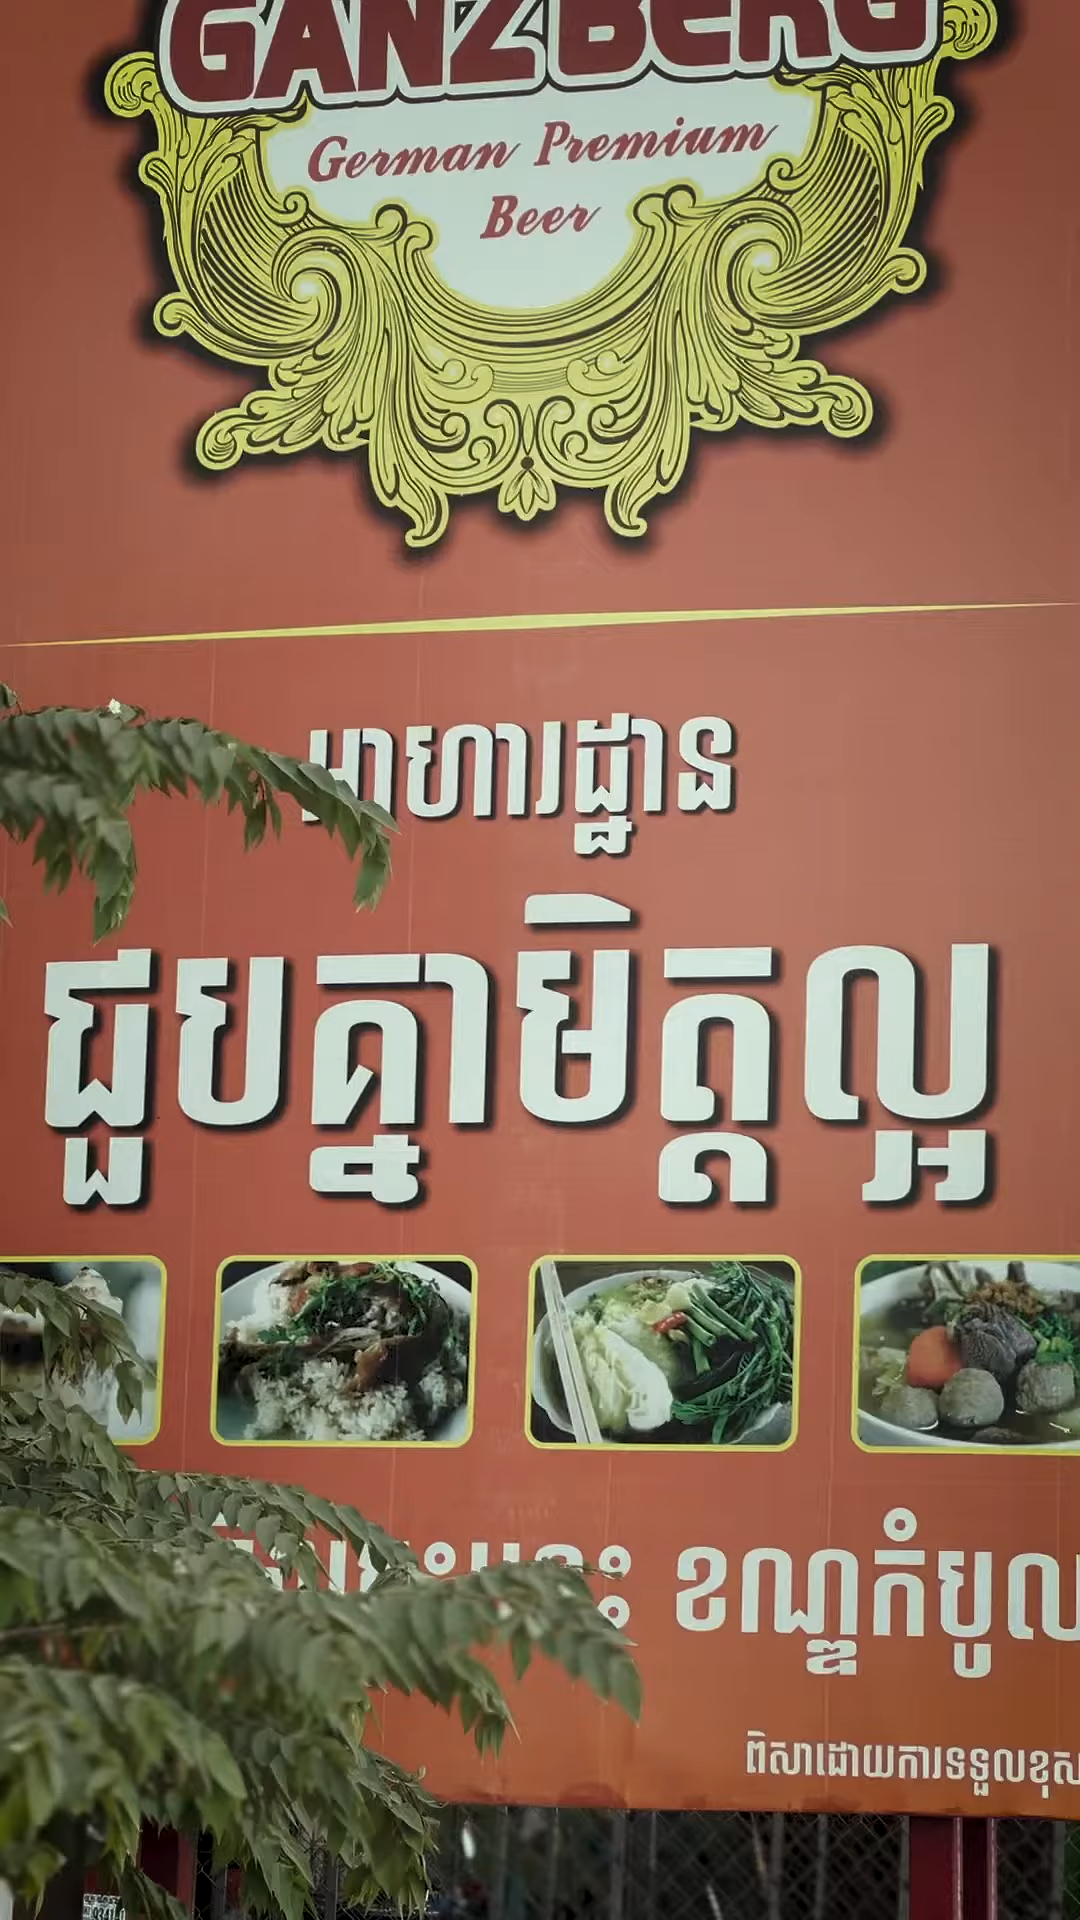 GANZBERG
German Premium
Beer
អាហារដ្ឋាន
ជួបគ្នាមិត្តល្អ
ខណ្ឌកំបូល
ពិសាដោយការទទួលខុស